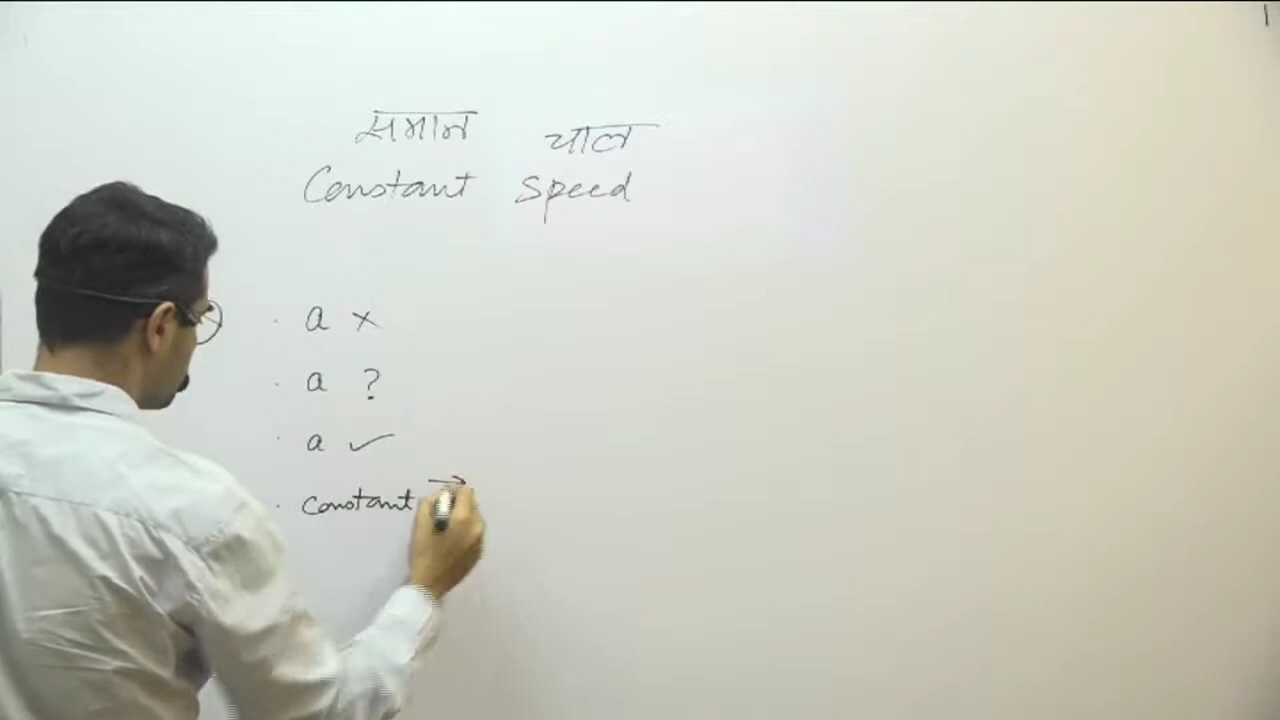 समान चाल
Constant Speed
· a ×
· a ?
· a ✓
· constant →